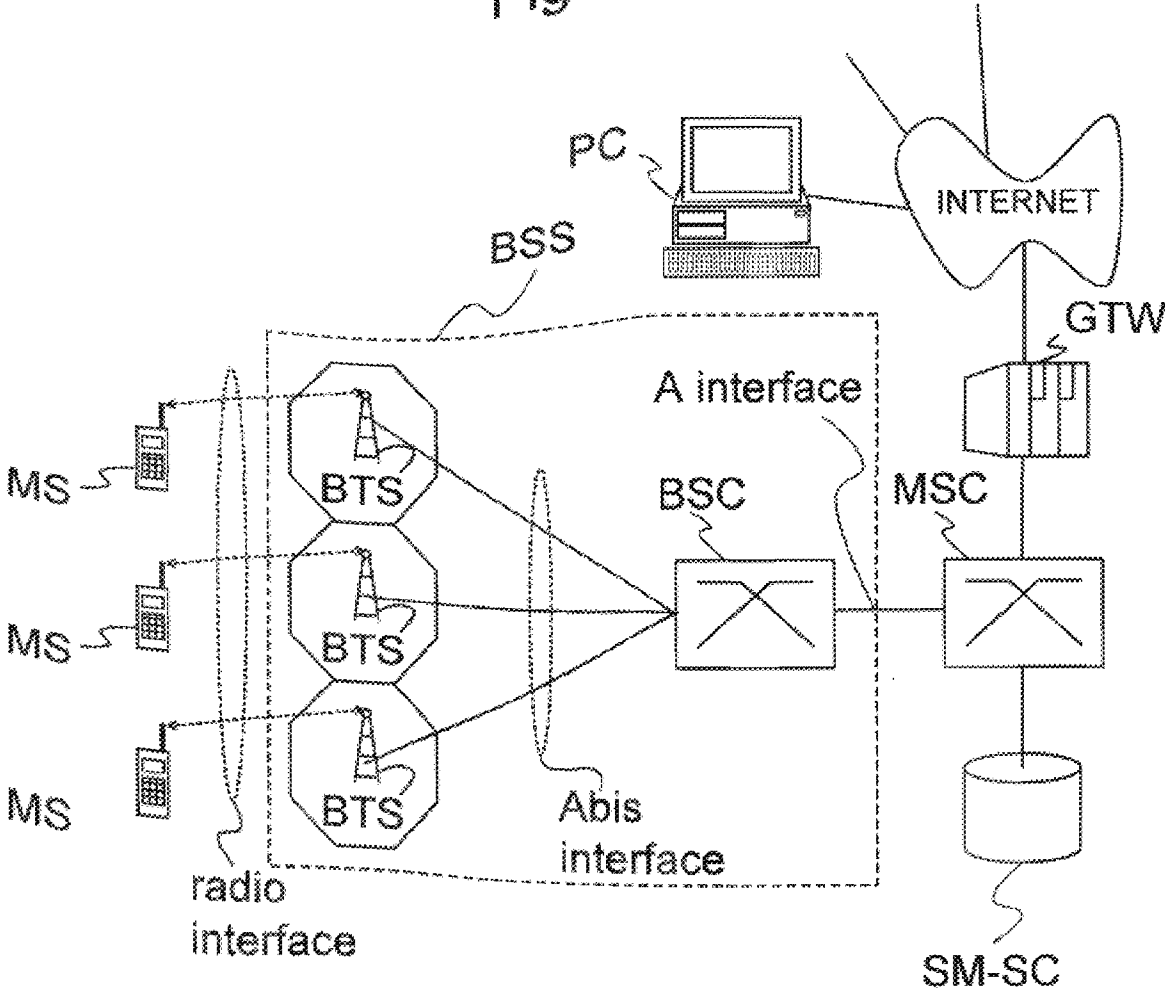 Fig
PC
INTERNET
BSS
GTW
A interface
MS
BTS
BSC
MSC
MS
BTS
MS
BTS
Abis
interface
radio
interface
SM-SC